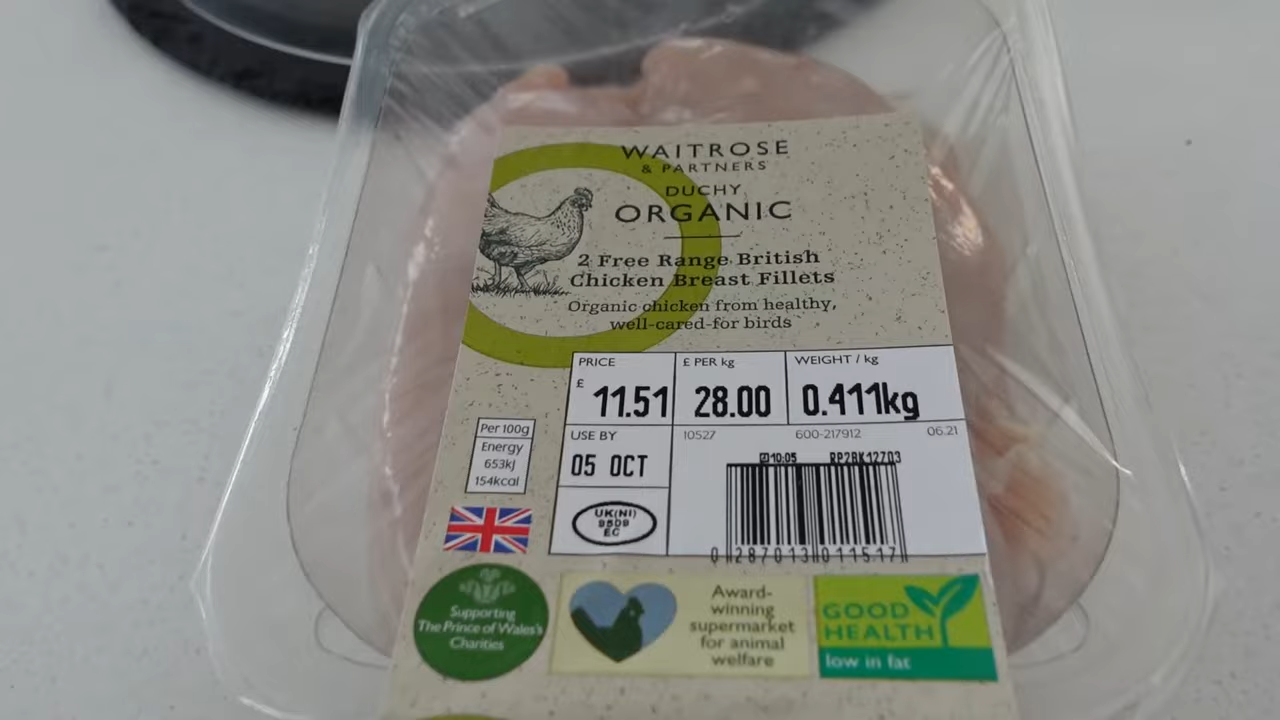 WAITROSE
& PARTNERS
DUCHY
ORGANIC
2 Free Range British
Chicken Breast Fillets
Organic chicken from healthy,
well-cared-for birds
PRICE
£ 11.51
£ PER kg
28.00
WEIGHT / kg
0.411kg
Per 100g
Energy
653kJ
154kcal
USE BY
05 OCT
10527 600-217912 06.21
10:05 RP2BK12703
UK(NI)
9509
EC
0 287013 011517
Supporting
The Prince of Wales's
Charities
Award-
winning
supermarket
for animal
welfare
GOOD
HEALTH
low in fat